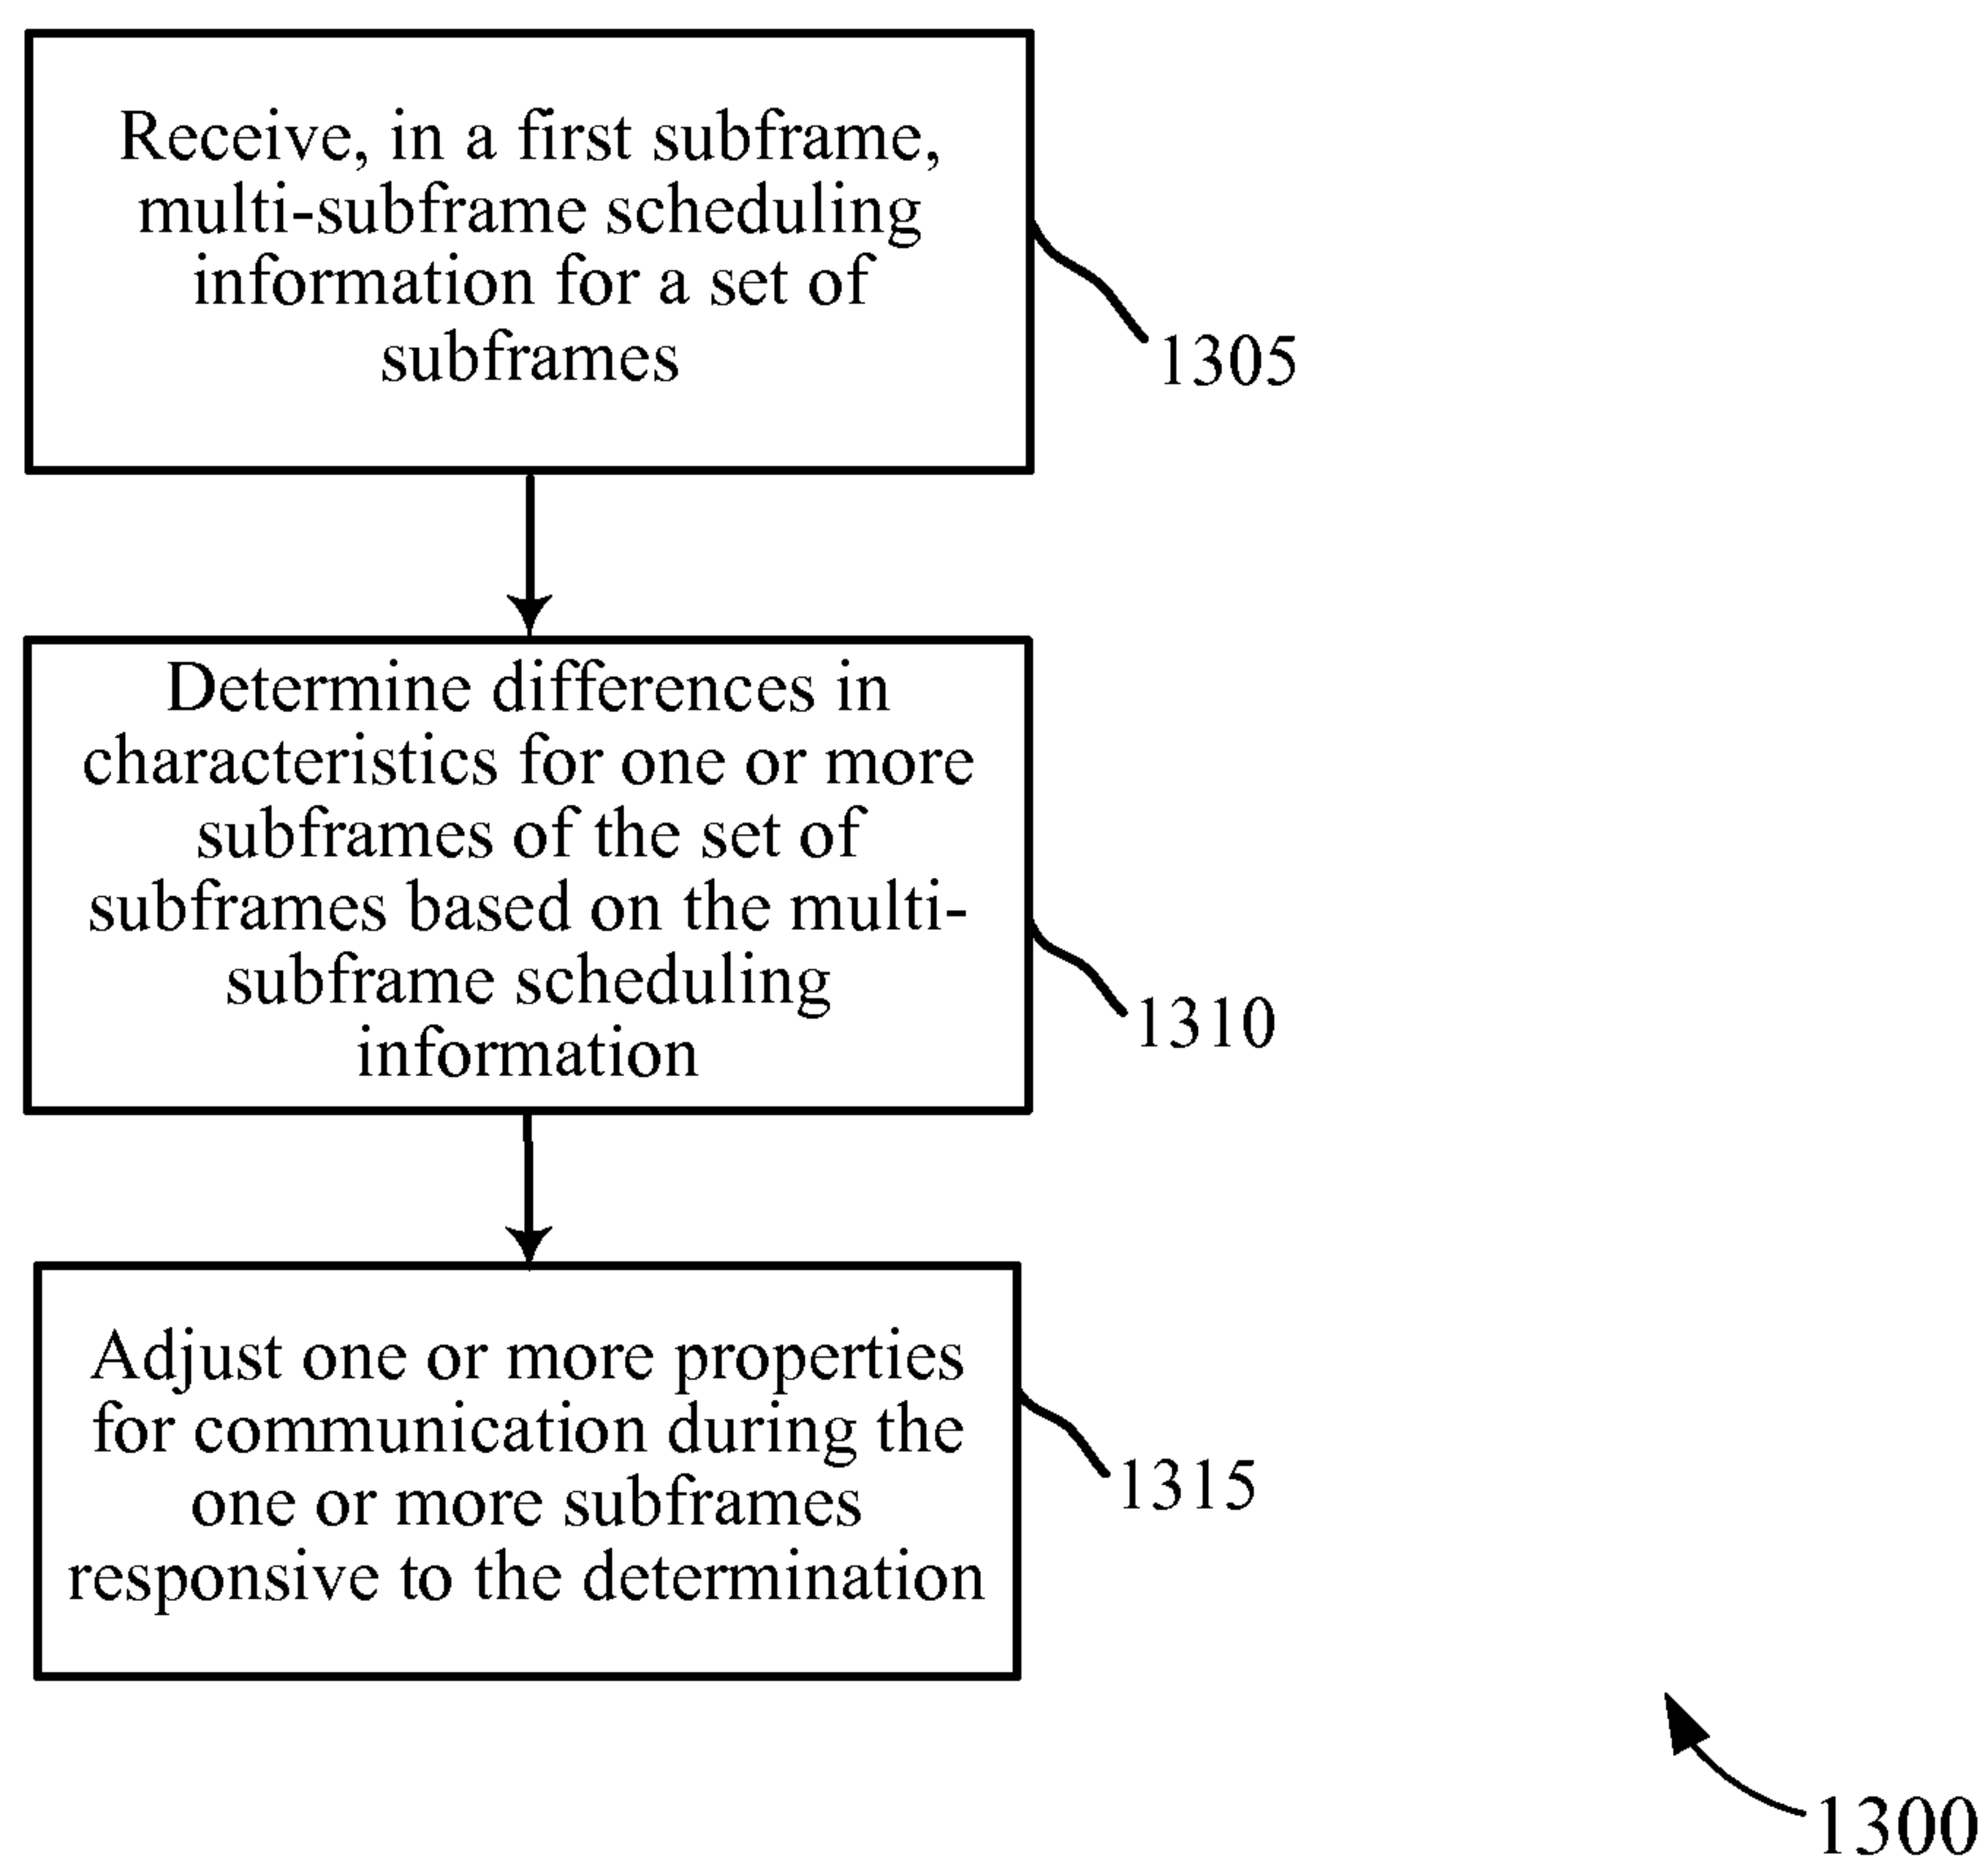 Receive, in a first subframe,
multi-subframe scheduling
information for a set of
subframes
1305
Determine differences in
characteristics for one or more
subframes of the set of
subframes based on the multi-
subframe scheduling
information
1310
Adjust one or more properties
for communication during the
one or more subframes
responsive to the determination
1315
1300